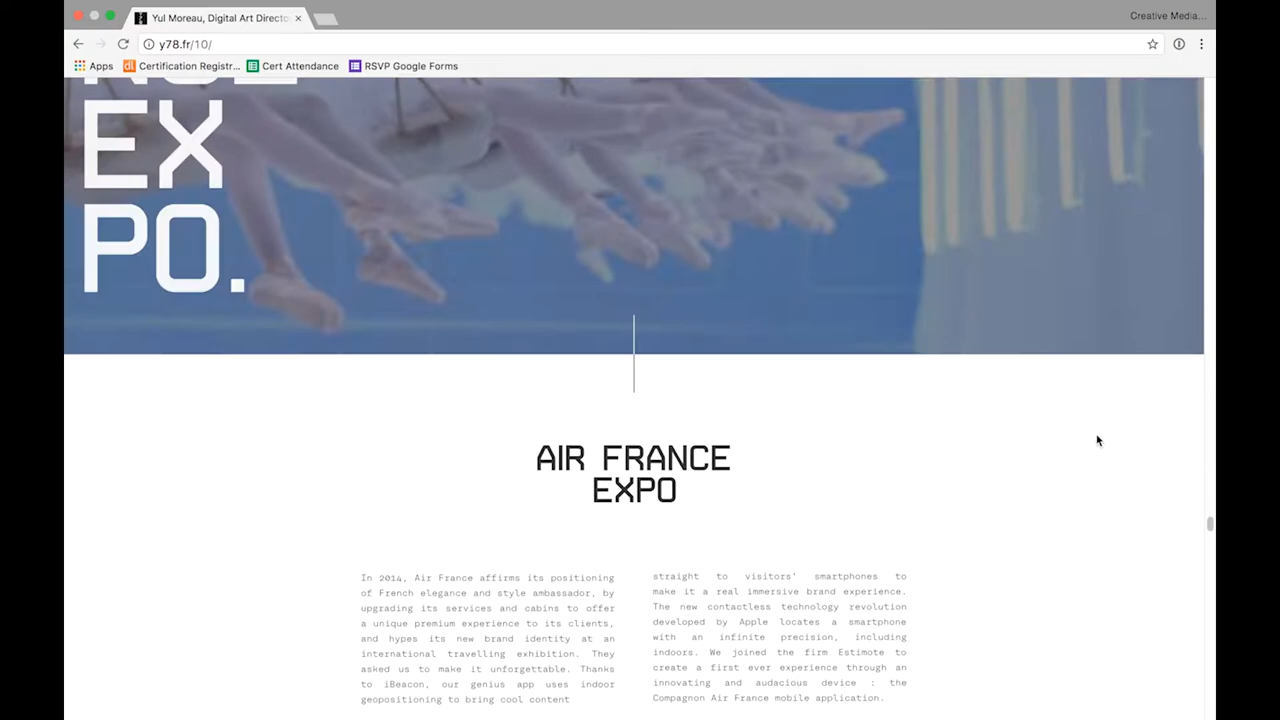 Yul Moreau, Digital Art Directo
Creative Media...
y78.fr/10/
Apps
Certification Registr...
Cert Attendance
RSVP Google Forms
EX
PO.
AIR FRANCE
EXPO
In 2014, Air France affirms its positioning
of French elegance and style ambassador, by
upgrading its services and cabins to offer
a unique premium experience to its clients,
and hypes its new brand identity at an
international travelling exhibition. They
asked us to make it unforgettable. Thanks
to iBeacon, our genius app uses indoor
geopositioning to bring cool content
straight to visitors' smartphones to
make it a real immersive brand experience.
The new contactless technology revolution
developed by Apple locates a smartphone
with an infinite precision, including
indoors. We joined the firm Estimote to
create a first ever experience through an
innovating and audacious device : the
Compagnon Air France mobile application.